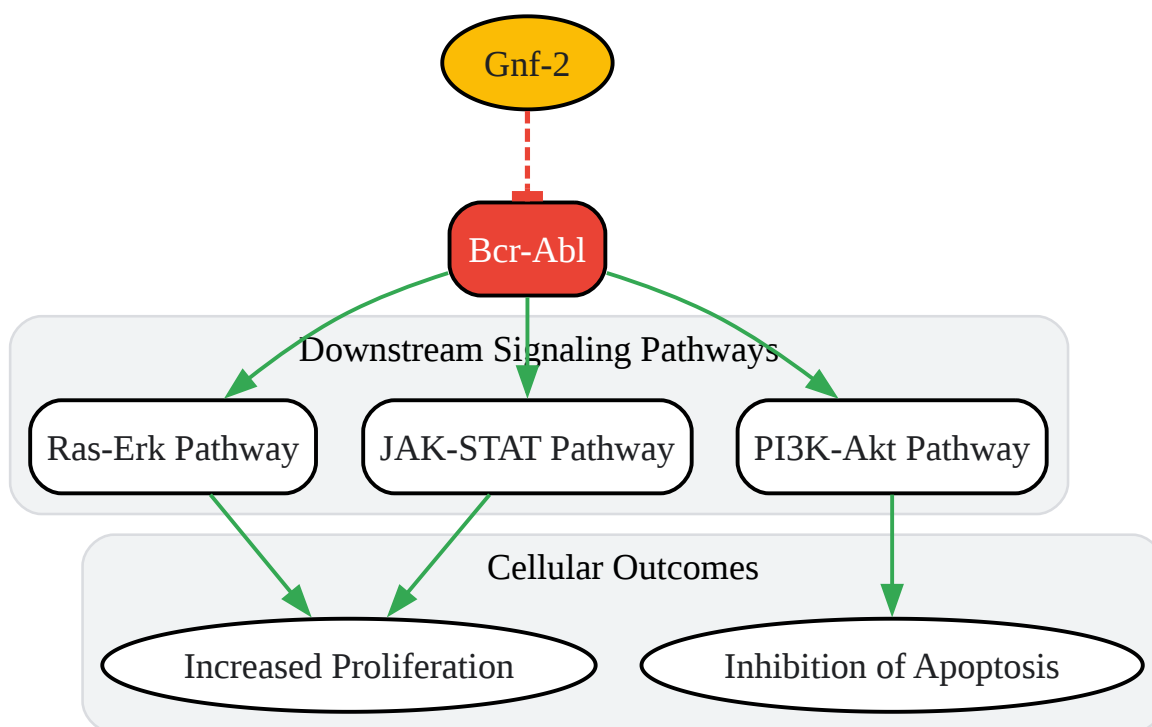 Gnf-2
Bcr-Abl
Downstream Signaling Pathways
Ras-Erk Pathway
JAK-STAT Pathway
PI3K-Akt Pathway
Cellular Outcomes
Increased Proliferation
Inhibition of Apoptosis